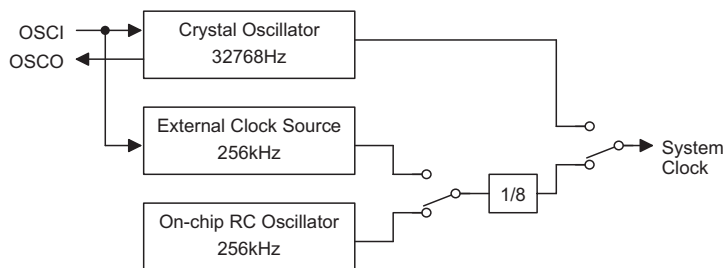 OSCI
OSCO
Crystal Oscillator
32768Hz
External Clock Source
256kHz
On-chip RC Oscillator
256kHz
1/8
System
Clock